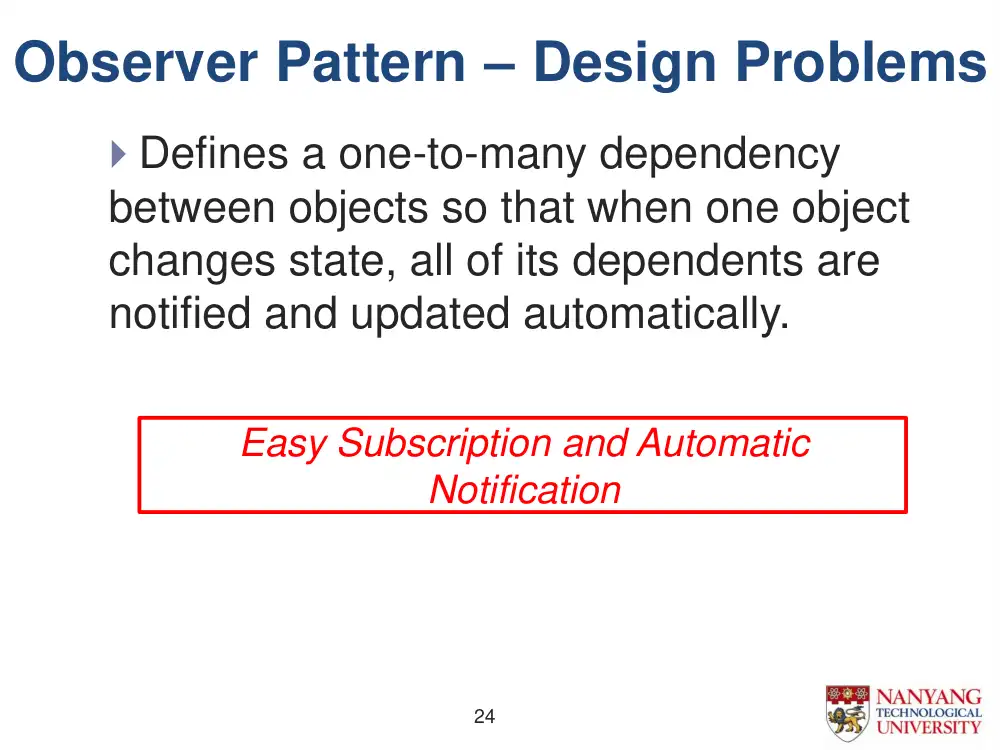 Observer Pattern – Design Problems
Defines a one-to-many dependency
between objects so that when one object
changes state, all of its dependents are
notified and updated automatically.
Easy Subscription and Automatic
Notification
24
NANYANG
TECHNOLOGICAL
UNIVERSITY